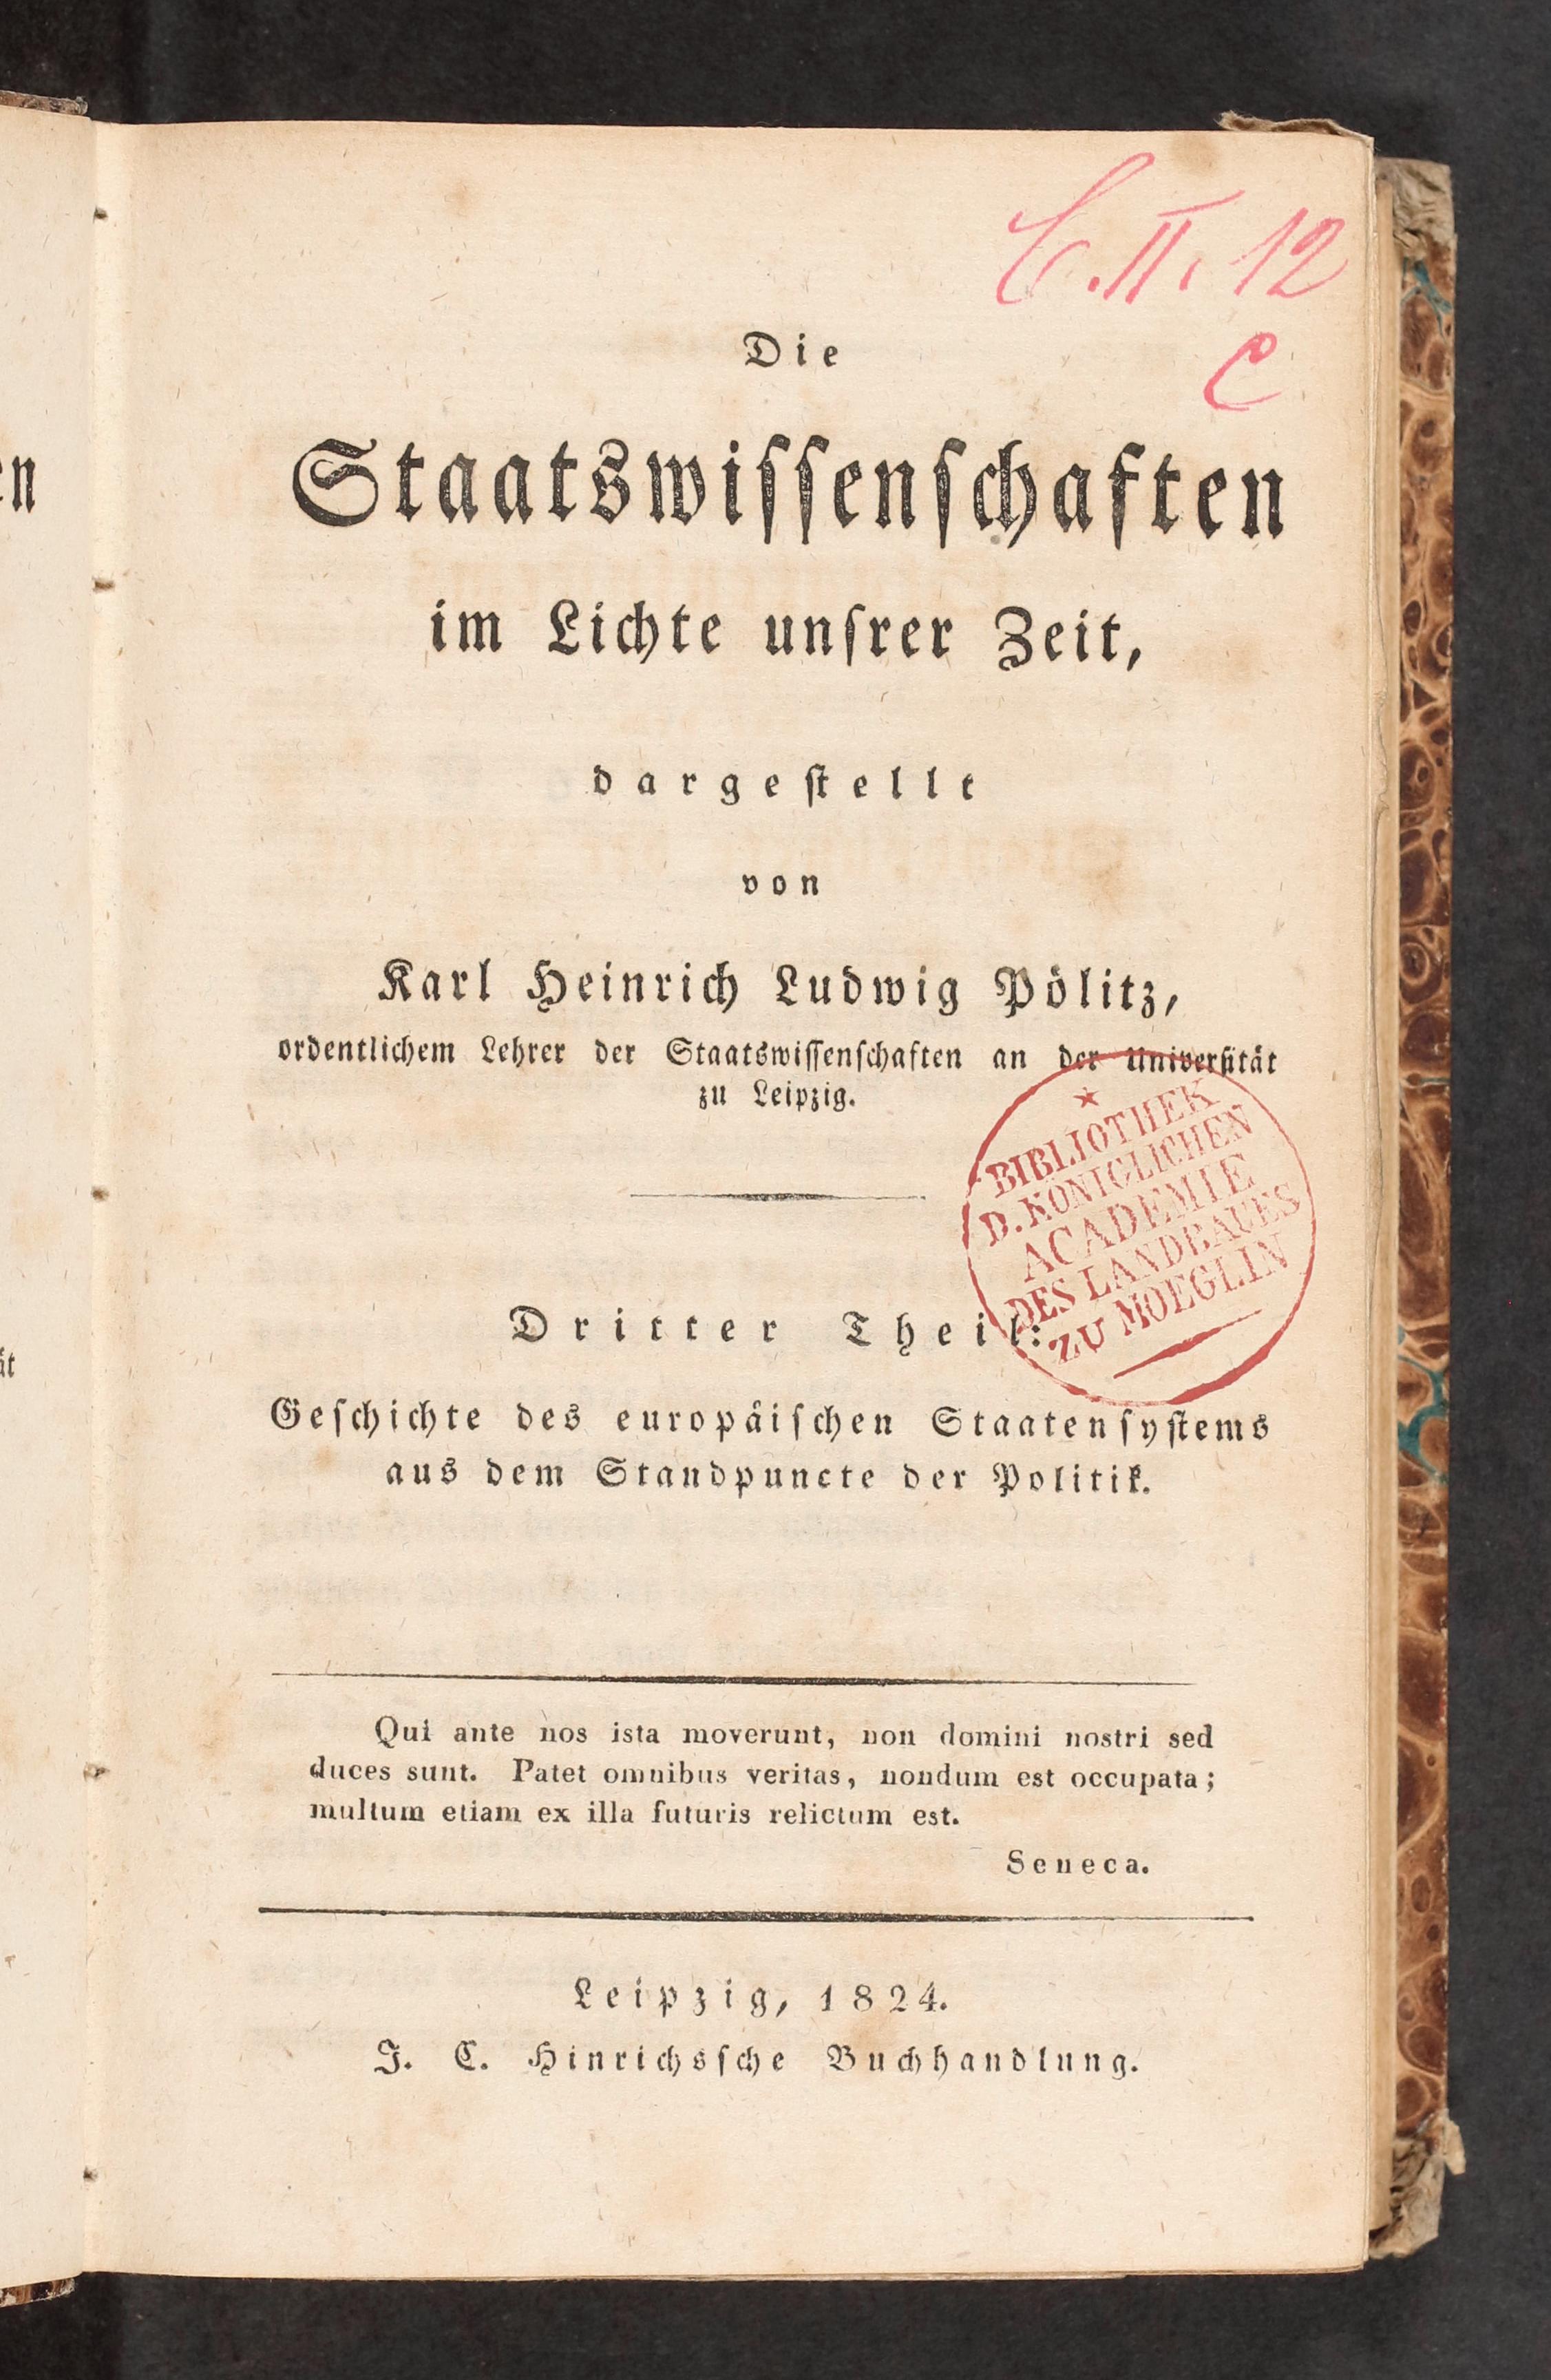 C. II. 12
c
Die
Staatswiſſenſchaften
im Lichte unſrer Zeit,
dargeſtellt
von
Karl Heinrich Ludwig Pölitz,
ordentlichem Lehrer der Staatswiſſenſchaften an der Univerſität
zu Leipzig.
BIBLIOTHEK
D. KÖNIGLICHEN
ACADEMIE
DES LANDBAUES
ZU MOEGLIN
Dritter Theil:
Geſchichte des europäiſchen Staatenſyſtems
aus dem Standpuncte der Politik.
Qui ante nos ista moverunt, non domini nostri sed
duces sunt. Patet omnibus veritas, nondum est occupata;
multum etiam ex illa futuris relictum est.
Seneca.
Leipzig, 1824.
J. C. Hinrichsſche Buchhandlung.